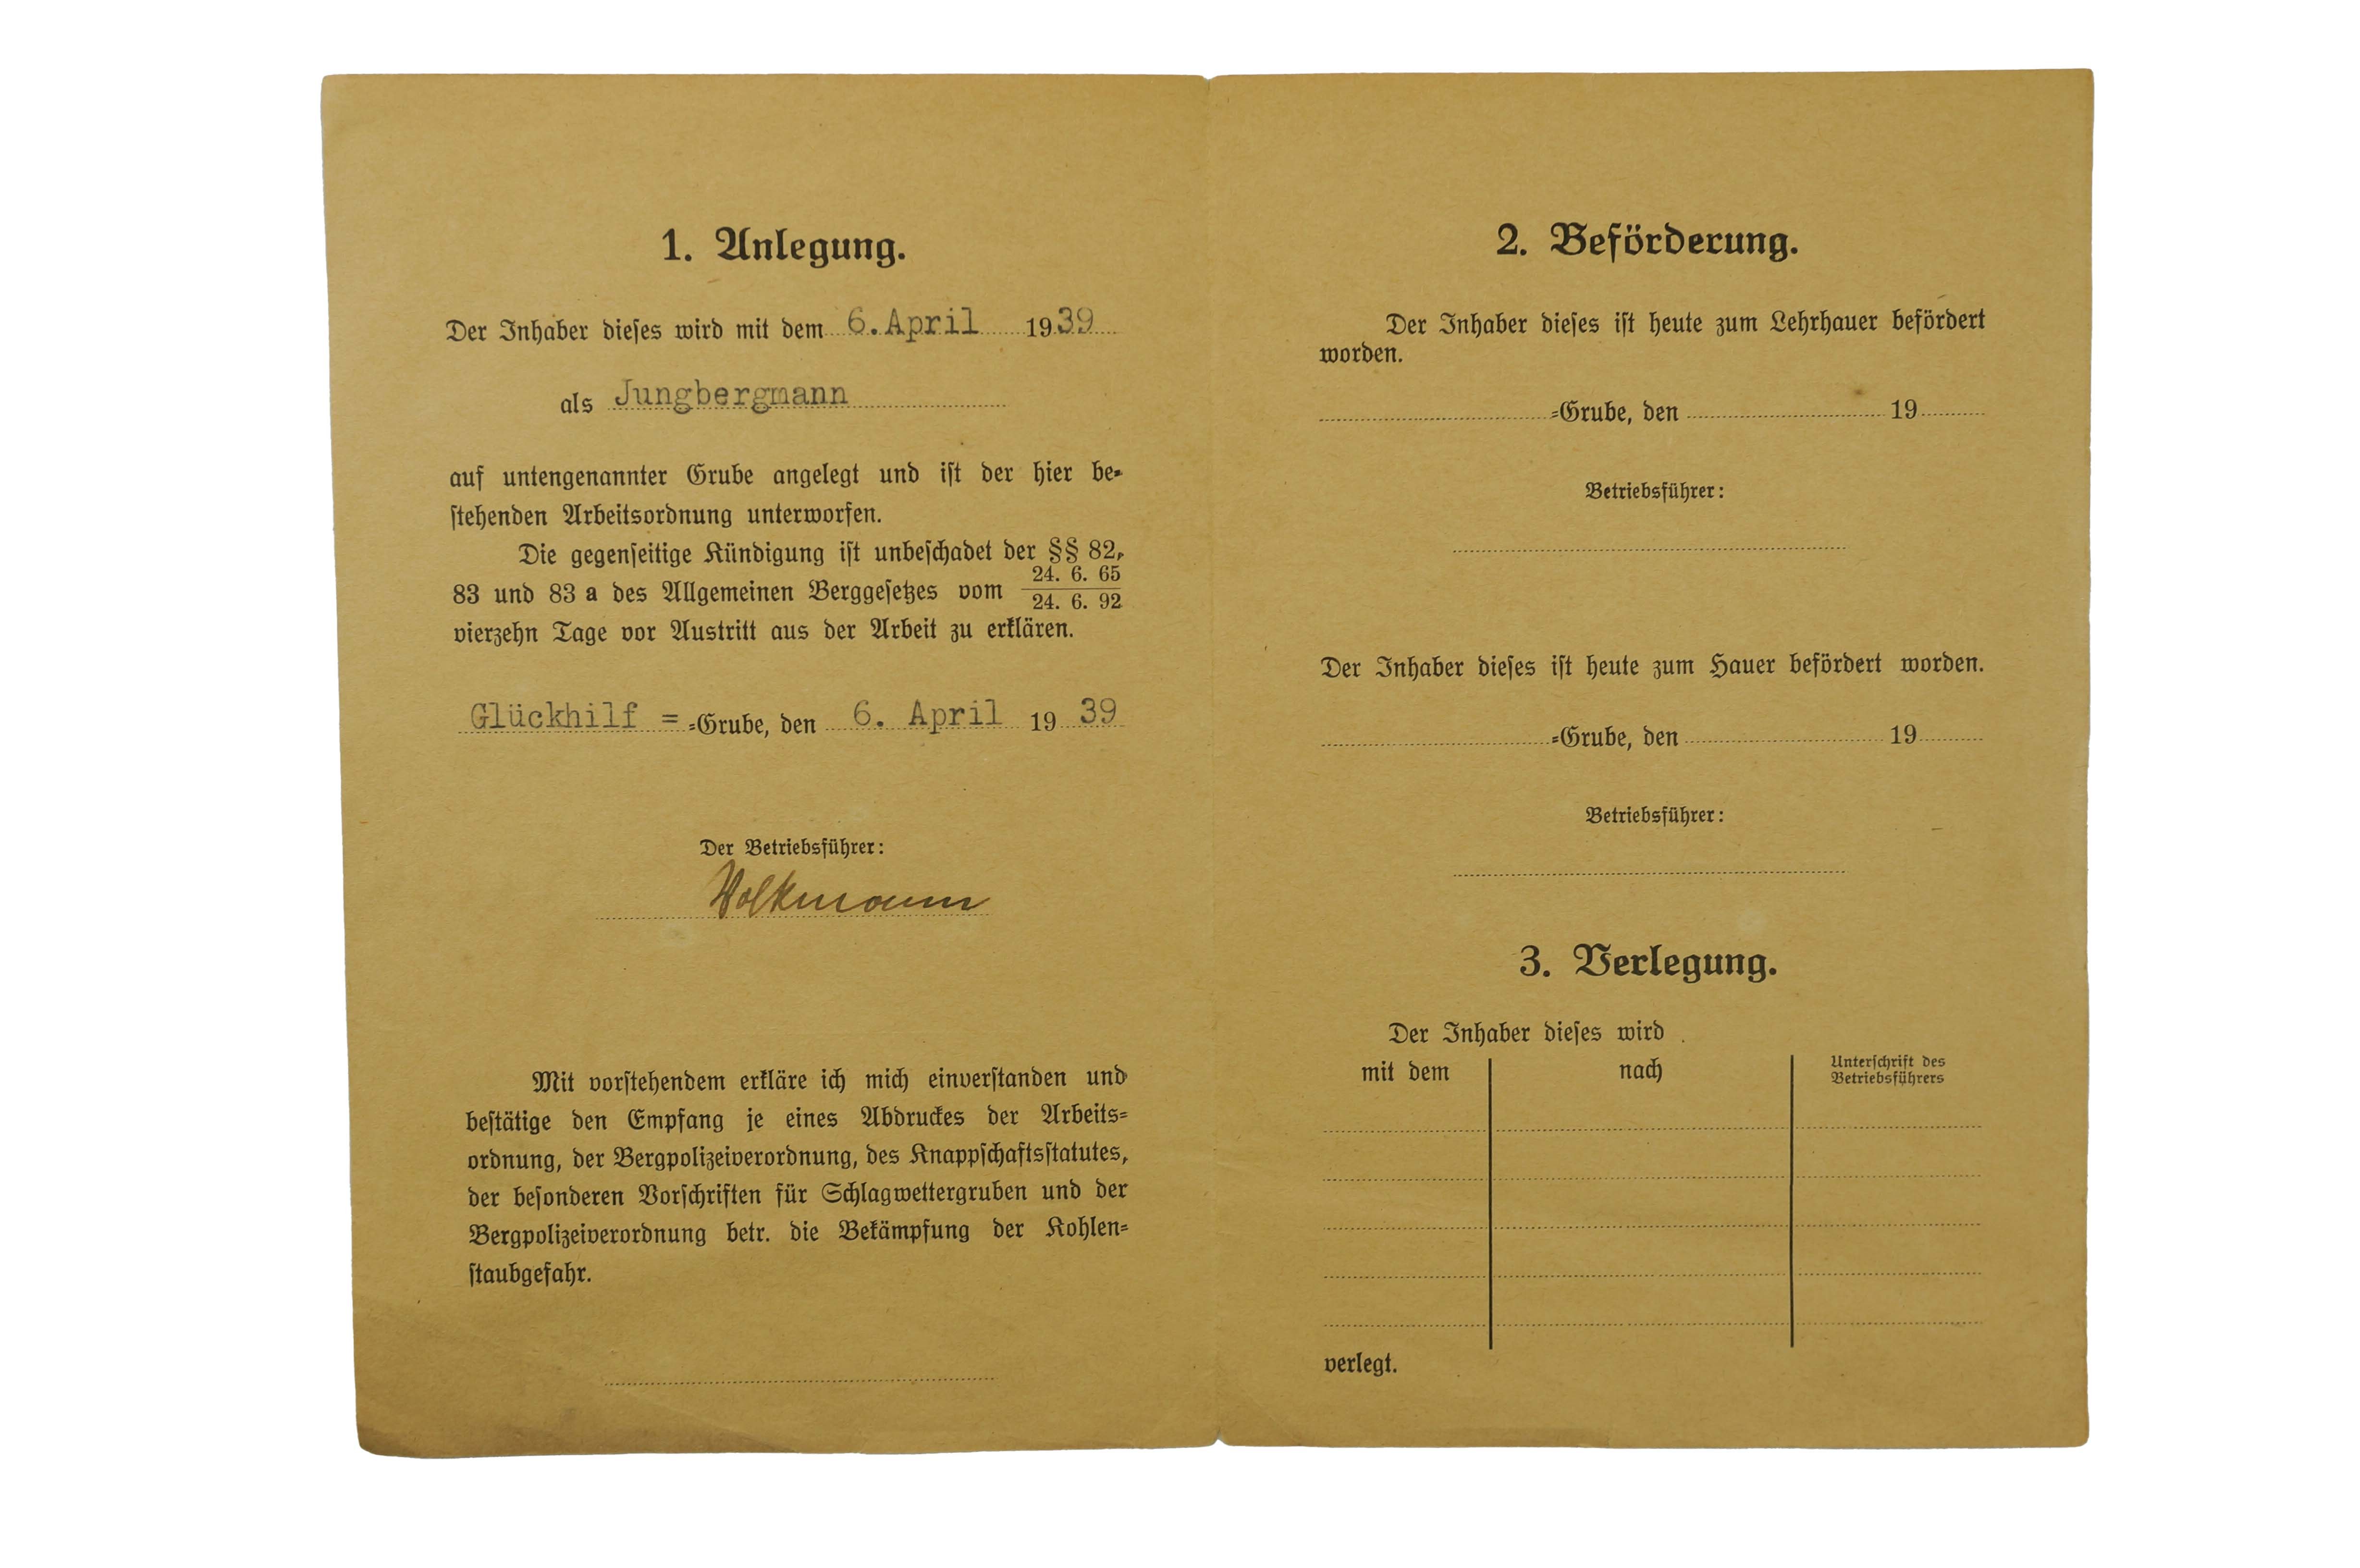 1. Anlegung.
Der Inhaber dieses wird mit dem 6. April 1939
als Jungbergmann
auf untengenannter Grube angelegt und ist der hier be-
stehenden Arbeitsordnung unterworfen.
Die gegenseitige Kündigung ist unbeschadet der §§ 82,
83 und 83 a des Allgemeinen Berggesetzes vom 24. 6. 65
24. 6. 92
vierzehn Tage vor Austritt aus der Arbeit zu erklären.
Glückhilf = -Grube, den 6. April 1939
Der Betriebsführer:
Volkmann
Mit vorstehendem erkläre ich mich einverstanden und
bestätige den Empfang je eines Abdruckes der Arbeits-
ordnung, der Bergpolizeiverordnung, des Knappschaftsstatutes,
der besonderen Vorschriften für Schlagwettergruben und der
Bergpolizeiverordnung betr. die Bekämpfung der Kohlen-
staubgefahr.
2. Beförderung.
Der Inhaber dieses ist heute zum Lehrhauer befördert
worden.
-Grube, den 19
Betriebsführer:
Der Inhaber dieses ist heute zum Hauer befördert worden.
-Grube, den 19
Betriebsführer:
3. Verlegung.
Der Inhaber dieses wird
mit dem nach Unterschrift des
Betriebsführers
verlegt.